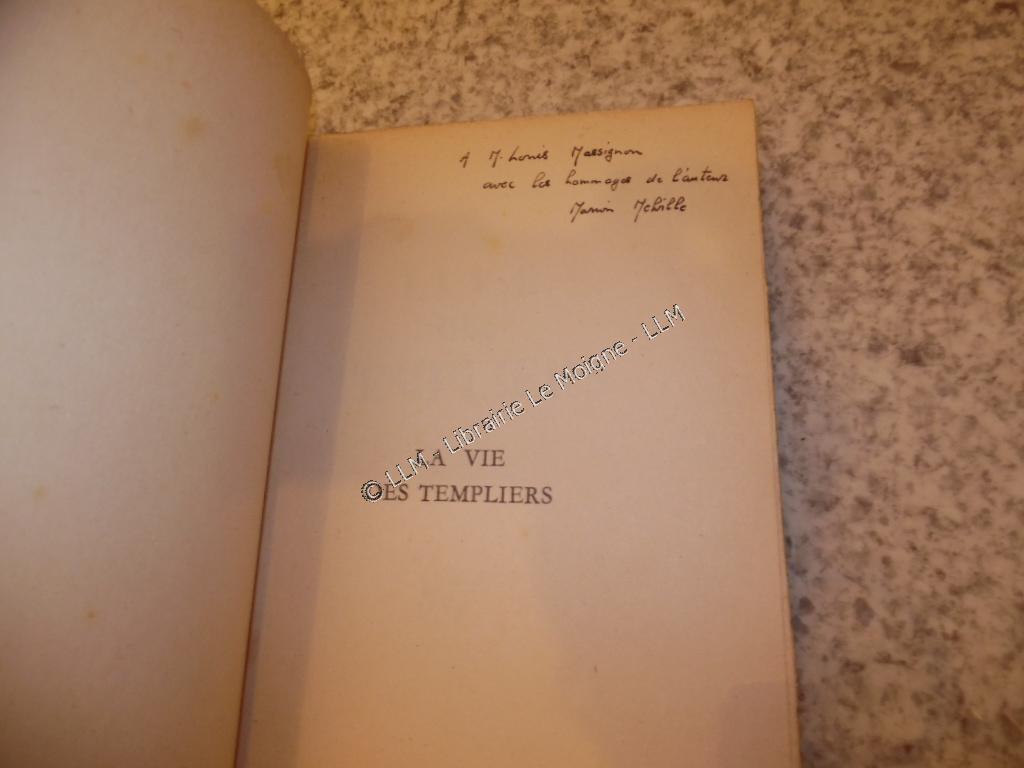 A M. Louis Massignon
avec les hommages de l'auteur
Marion Melville
© LLM - Librairie Le Moigne - LLM
LA VIE
DES TEMPLIERS